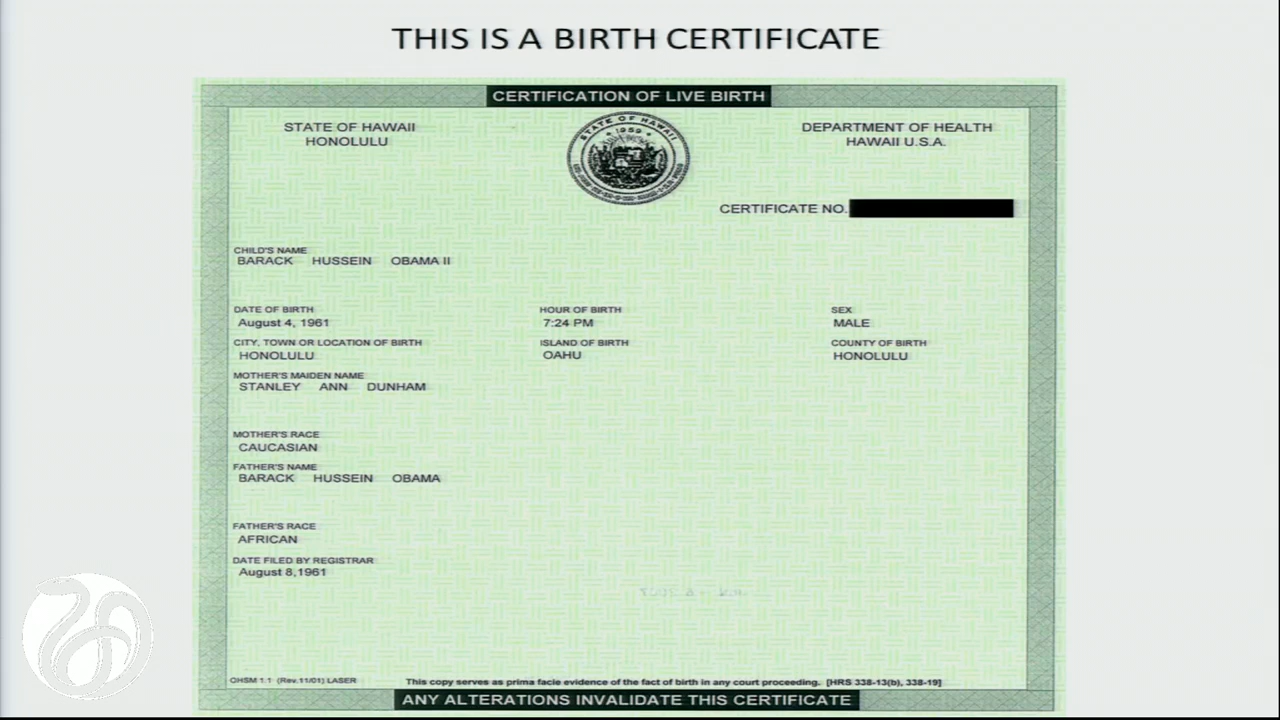 THIS IS A BIRTH CERTIFICATE
CERTIFICATION OF LIVE BIRTH
STATE OF HAWAII
HONOLULU
STATE OF HAWAII
1959
DEPARTMENT OF HEALTH
HAWAII U.S.A.
CERTIFICATE NO.
CHILD'S NAME
BARACK HUSSEIN OBAMA II
DATE OF BIRTH HOUR OF BIRTH SEX
August 4, 1961 7:24 PM MALE
CITY, TOWN OR LOCATION OF BIRTH ISLAND OF BIRTH COUNTY OF BIRTH
HONOLULU OAHU HONOLULU
MOTHER'S MAIDEN NAME
STANLEY ANN DUNHAM
MOTHER'S RACE
CAUCASIAN
FATHER'S NAME
BARACK HUSSEIN OBAMA
FATHER'S RACE
AFRICAN
DATE FILED BY REGISTRAR
August 8,1961
OHSM 1.1 (Rev.11/01) LASER This copy serves as prima facie evidence of the fact of birth in any court proceeding. [HRS 338-13(b), 338-19]
ANY ALTERATIONS INVALIDATE THIS CERTIFICATE